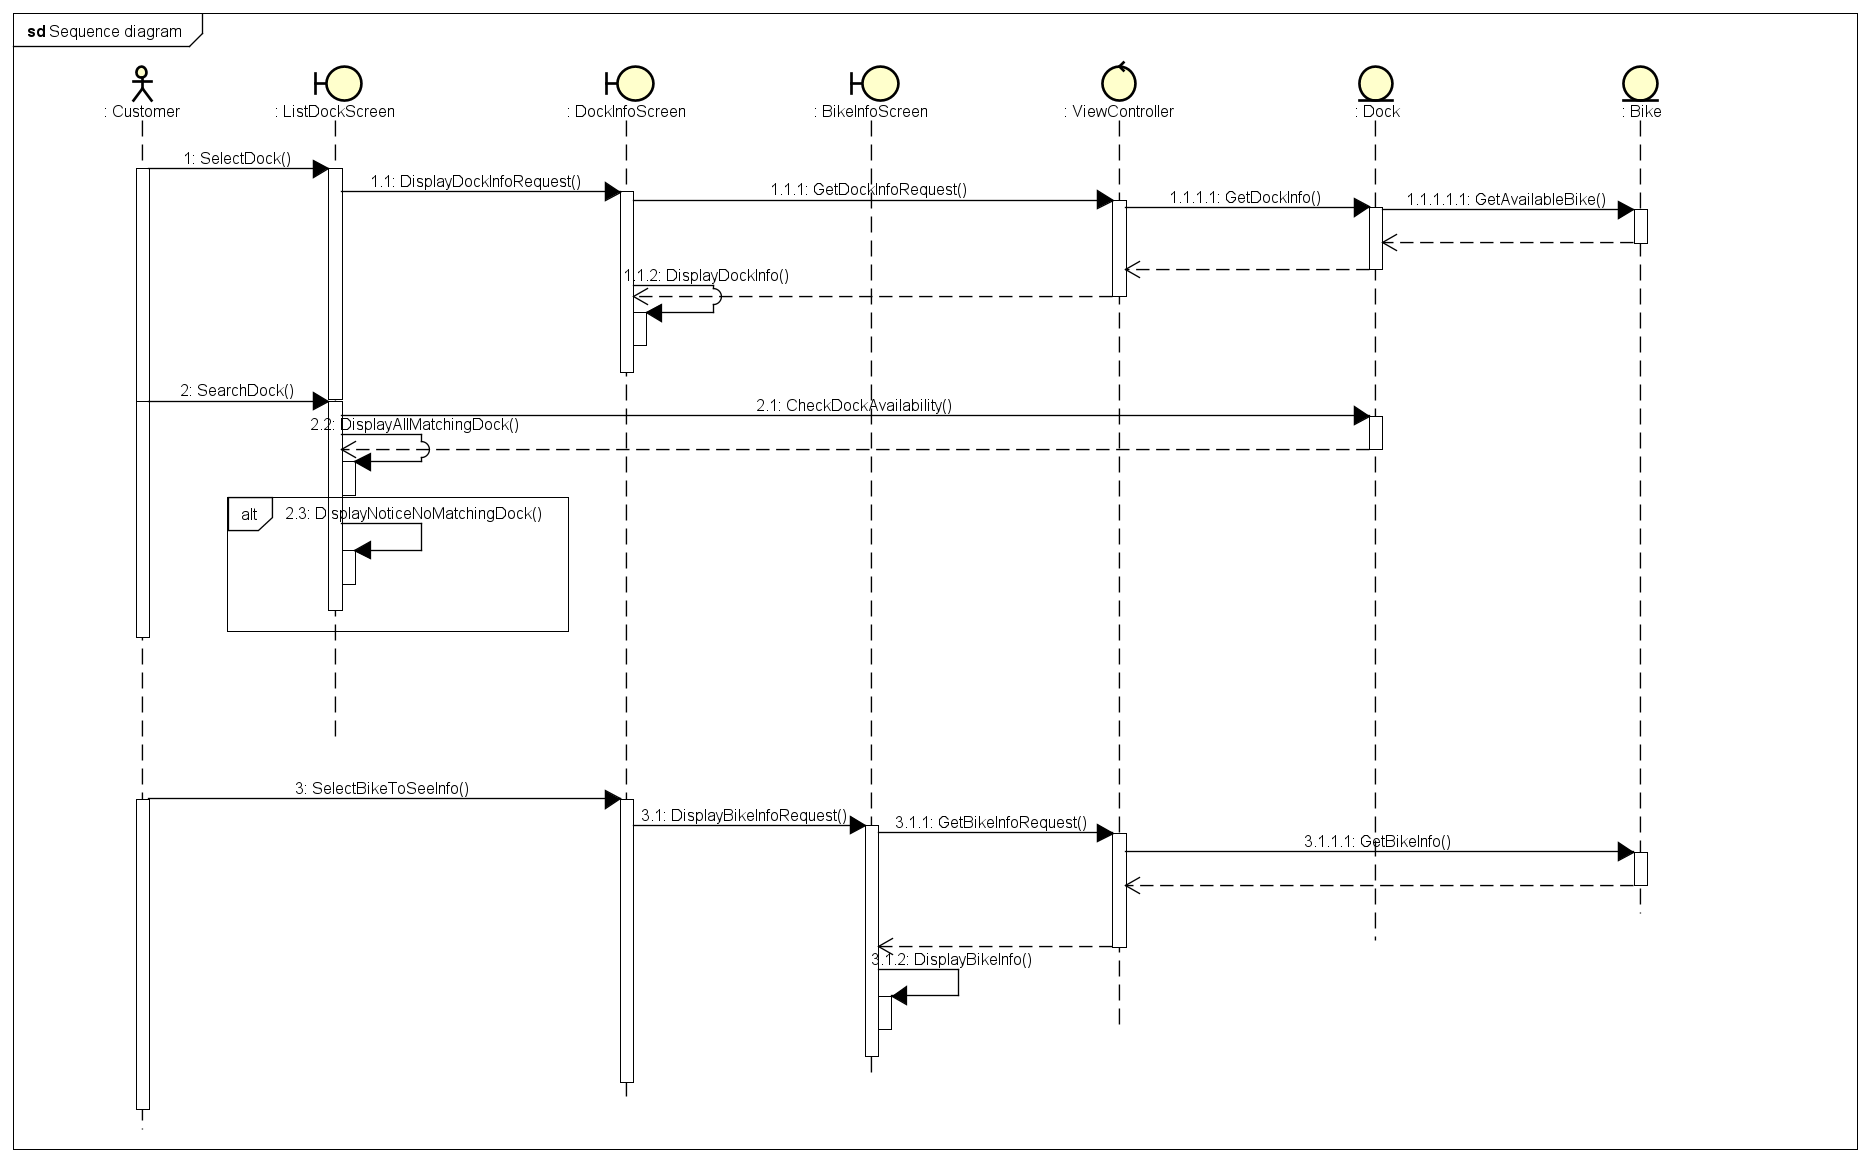 sd Sequence diagram
: Customer
: ListDockScreen
: DockInfoScreen
: BikeInfoScreen
: ViewController
: Dock
: Bike
1: SelectDock()
1.1: DisplayDockInfoRequest()
1.1.1: GetDockInfoRequest()
1.1.1.1: GetDockInfo()
1.1.1.1.1: GetAvailableBike()
1.1.2: DisplayDockInfo()
2: SearchDock()
2.1: CheckDockAvailability()
2.2: DisplayAllMatchingDock()
alt
2.3: DisplayNoticeNoMatchingDock()
3: SelectBikeToSeeInfo()
3.1: DisplayBikeInfoRequest()
3.1.1: GetBikeInfoRequest()
3.1.1.1: GetBikeInfo()
3.1.2: DisplayBikeInfo()